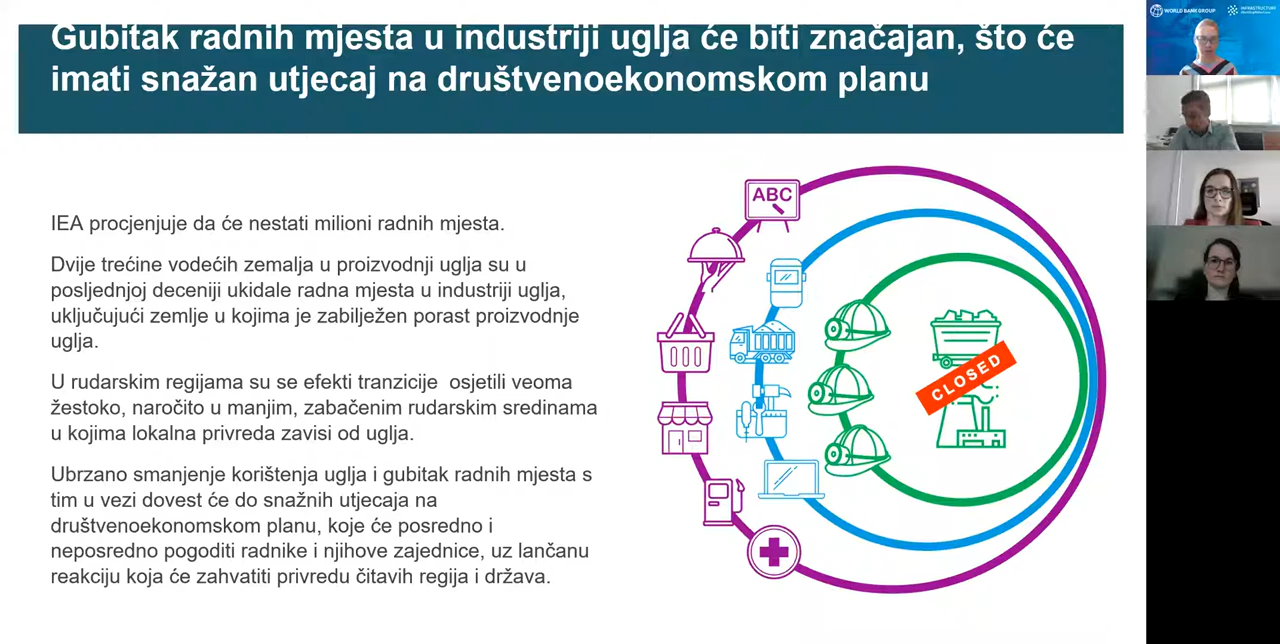 Gubitak radnih mjesta u industriji uglja će biti značajan, što će
imati snažan utjecaj na društvenoekonomskom planu
IEA procjenjuje da će nestati milioni radnih mjesta.
Dvije trećine vodećih zemalja u proizvodnji uglja su u
posljednjoj deceniji ukidale radna mjesta u industriji uglja,
uključujući zemlje u kojima je zabilježen porast proizvodnje
uglja.
U rudarskim regijama su se efekti tranzicije osjetili veoma
žestoko, naročito u manjim, zabačenim rudarskim sredinama
u kojima lokalna privreda zavisi od uglja.
Ubrzano smanjenje korištenja uglja i gubitak radnih mjesta s
tim u vezi dovest će do snažnih utjecaja na
društvenoekonomskom planu, koje će posredno i
neposredno pogoditi radnike i njihove zajednice, uz lančanu
reakciju koja će zahvatiti privredu čitavih regija i država.
ABC
CLOSED
WORLD BANK GROUP
INFRASTRUCTURE